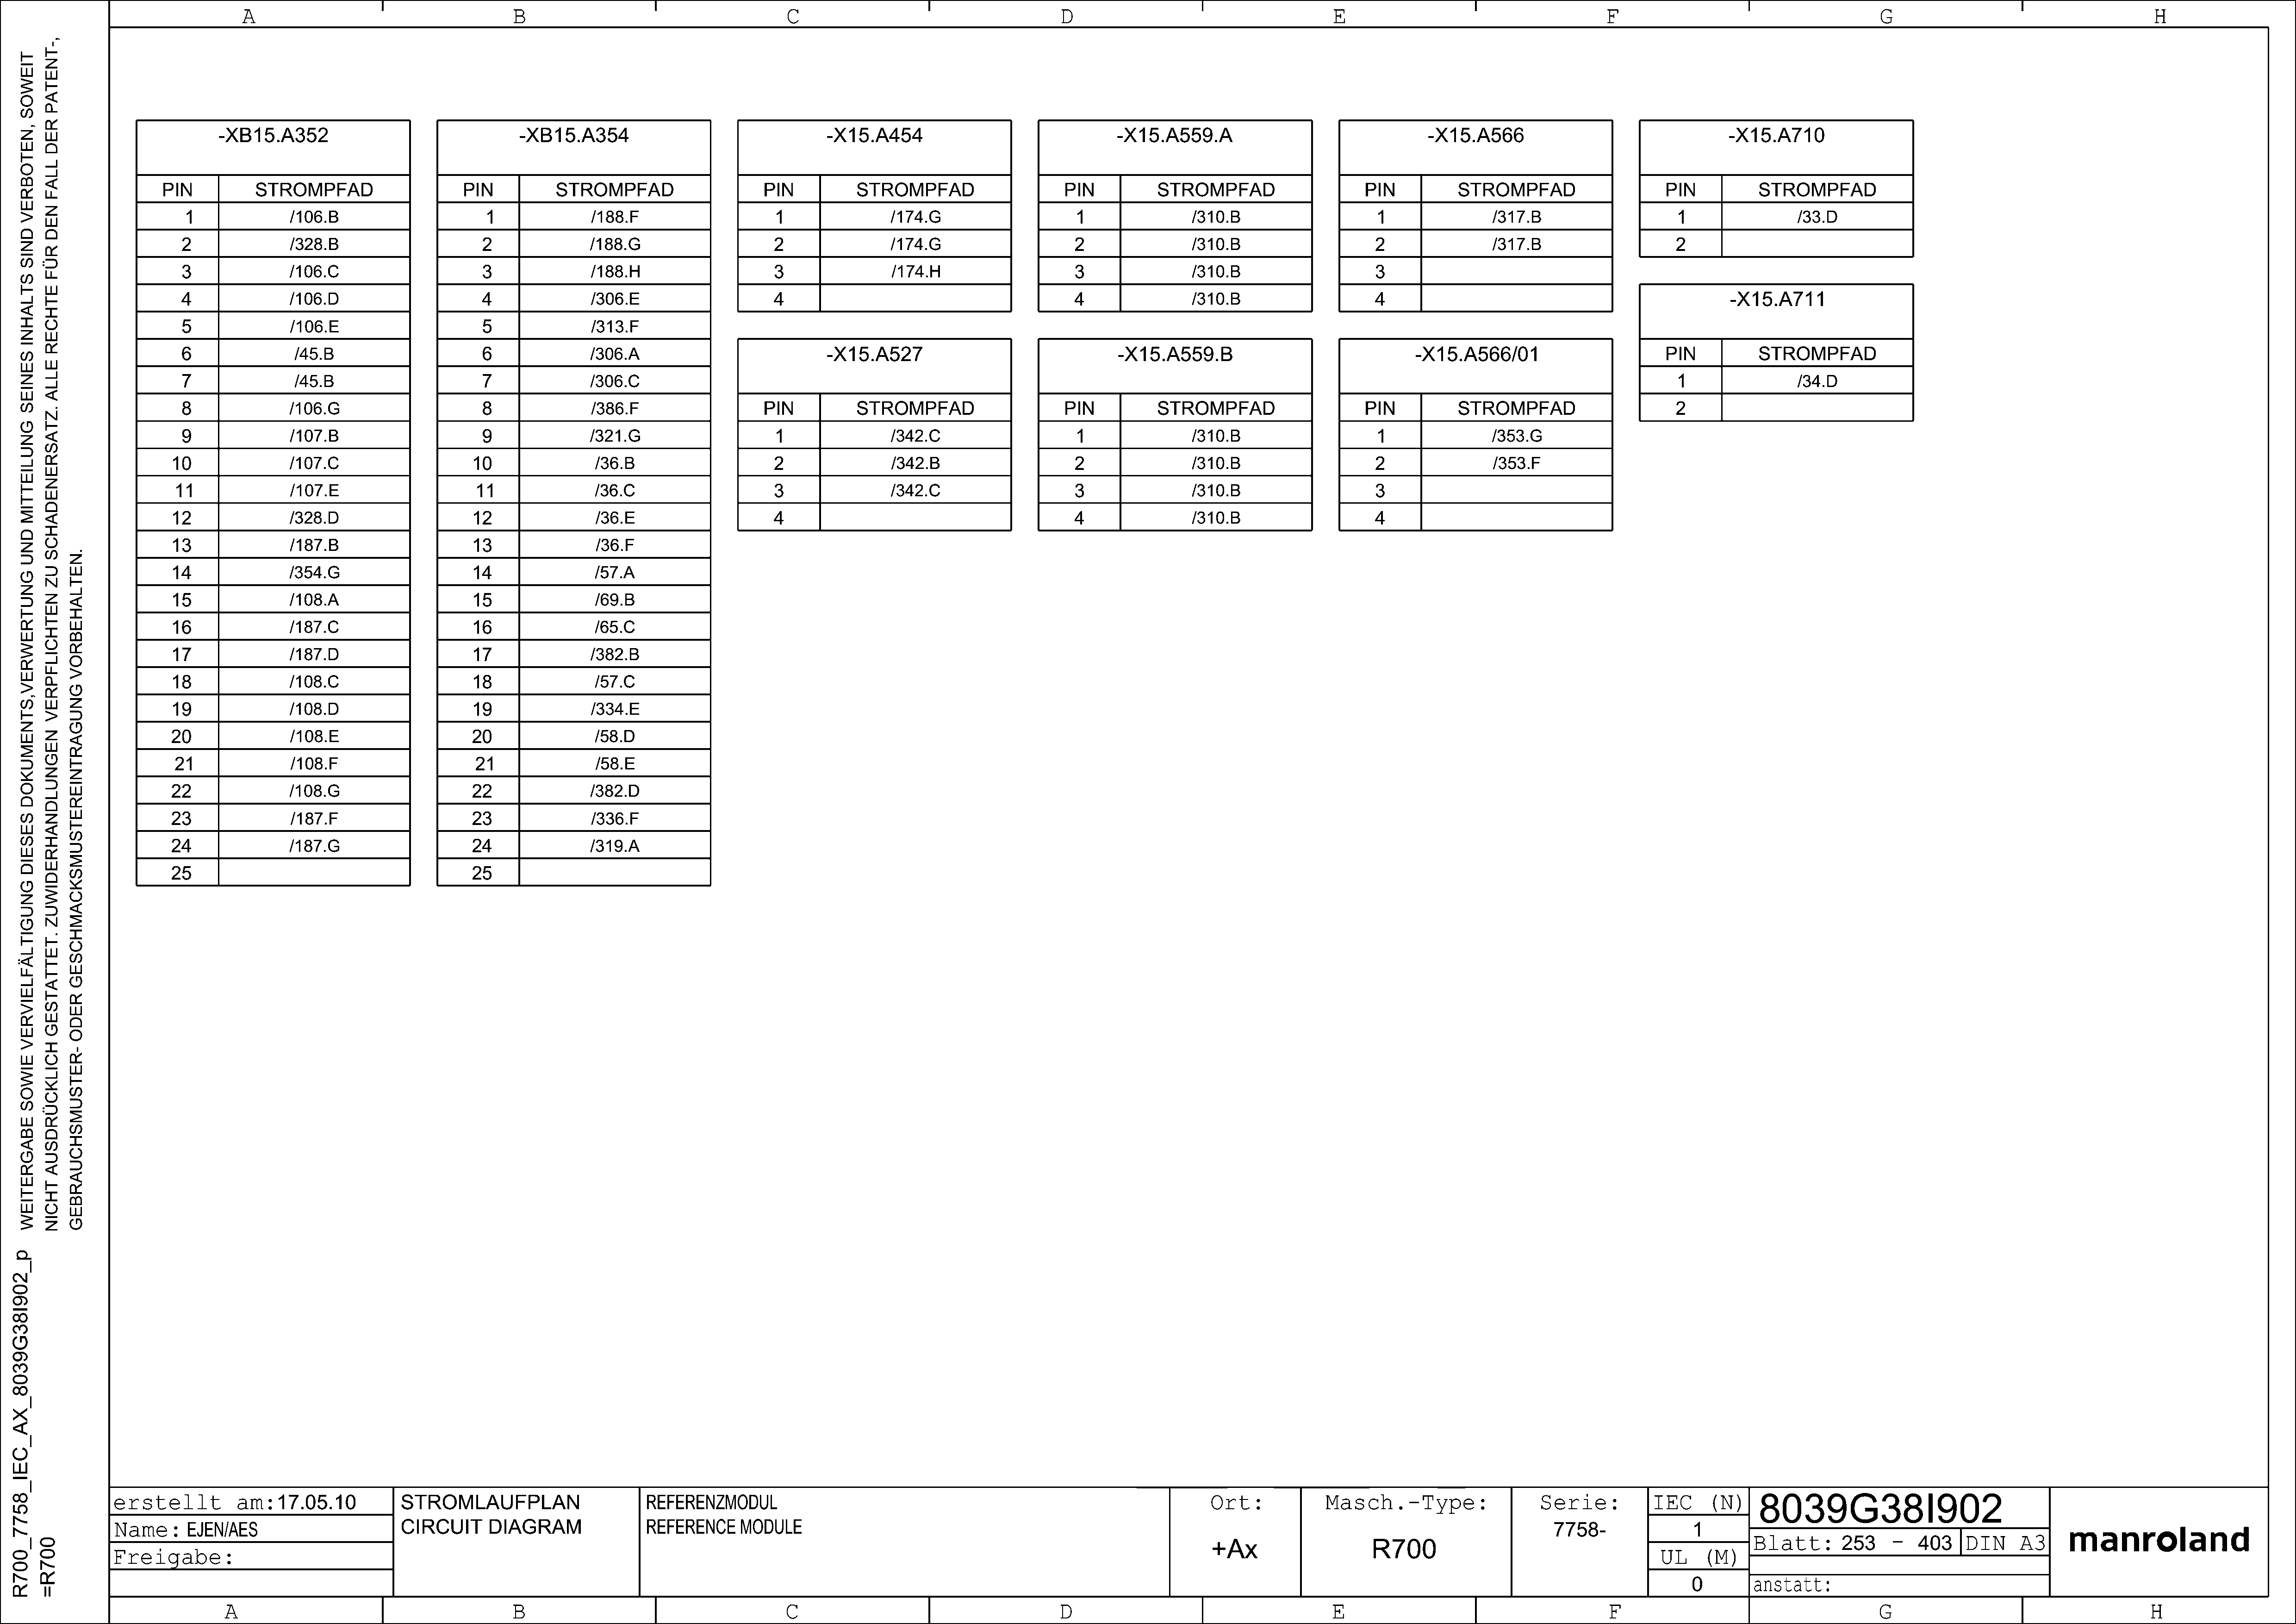 A B C D E F G H
WEITERGABE SOWIE VERVIELFÄLTIGUNG DIESES DOKUMENTS,VERWERTUNG UND MITTEILUNG SEINES INHALTS SIND VERBOTEN, SOWEIT
NICHT AUSDRÜCKLICH GESTATTET. ZUWIDERHANDLUNGEN VERPFLICHTEN ZU SCHADENERSATZ. ALLE RECHTE FÜR DEN FALL DER PATENT-,
GEBRAUCHSMUSTER- ODER GESCHMACKSMUSTEREINTRAGUNG VORBEHALTEN.
R700_7758_IEC_AX_8039G38I902_p
=R700
-XB15.A352
PIN STROMPFAD
1 /106.B
2 /328.B
3 /106.C
4 /106.D
5 /106.E
6 /45.B
7 /45.B
8 /106.G
9 /107.B
10 /107.C
11 /107.E
12 /328.D
13 /187.B
14 /354.G
15 /108.A
16 /187.C
17 /187.D
18 /108.C
19 /108.D
20 /108.E
21 /108.F
22 /108.G
23 /187.F
24 /187.G
25
-XB15.A354
PIN STROMPFAD
1 /188.F
2 /188.G
3 /188.H
4 /306.E
5 /313.F
6 /306.A
7 /306.C
8 /386.F
9 /321.G
10 /36.B
11 /36.C
12 /36.E
13 /36.F
14 /57.A
15 /69.B
16 /65.C
17 /382.B
18 /57.C
19 /334.E
20 /58.D
21 /58.E
22 /382.D
23 /336.F
24 /319.A
25
-X15.A454
PIN STROMPFAD
1 /174.G
2 /174.G
3 /174.H
4
-X15.A527
PIN STROMPFAD
1 /342.C
2 /342.B
3 /342.C
4
-X15.A559.A
PIN STROMPFAD
1 /310.B
2 /310.B
3 /310.B
4 /310.B
-X15.A559.B
PIN STROMPFAD
1 /310.B
2 /310.B
3 /310.B
4 /310.B
-X15.A566
PIN STROMPFAD
1 /317.B
2 /317.B
3
4
-X15.A566/01
PIN STROMPFAD
1 /353.G
2 /353.F
3
4
-X15.A710
PIN STROMPFAD
1 /33.D
2
-X15.A711
PIN STROMPFAD
1 /34.D
2
erstellt am:17.05.10
Name: EJEN/AES
Freigabe:
STROMLAUFPLAN
CIRCUIT DIAGRAM
REFERENZMODUL
REFERENCE MODULE
Ort:
+Ax
Masch.-Type:
R700
Serie:
7758-
IEC (N)
1
UL (M)
0
8039G38I902
Blatt: 253 - 403 DIN A3
anstatt:
manroland
A B C D E F G H